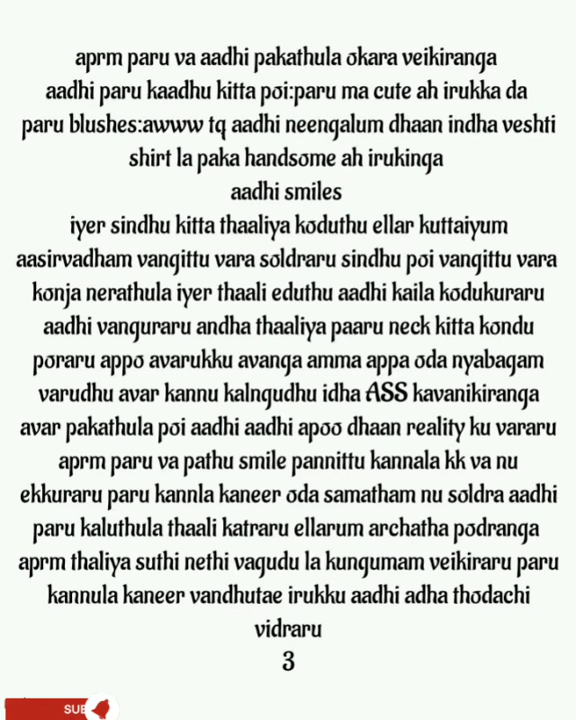 aprm paru va aadhi pakathula okara veikiranga
aadhi paru kaadhu kitta poi:paru ma cute ah irukka da
paru blushes:awww tq aadhi neengalum dhaan indha veshti
shirt la paka handsome ah irukinga
aadhi smiles
iyer sindhu kitta thaaliya koduthu ellar kuttaiyum
aasirvadham vangittu vara soldraru sindhu poi vangittu vara
konja nerathula iyer thaali eduthu aadhi kaila kodukuraru
aadhi vanguraru andha thaaliya paaru neck kitta kondu
poraru appo avarukku avanga amma appa oda nyabagam
varudhu avar kannu kalngudhu idha ASS kavanikiranga
avar pakathula poi aadhi aadhi apoo dhaan reality ku vararu
aprm paru va pathu smile pannittu kannala kk va nu
ekkuraru paru kannla kaneer oda samatham nu soldra aadhi
paru kaluthula thaali katraru ellarum archatha podranga
aprm thaliya suthi nethi vagudu la kungumam veikiraru paru
kannula kaneer vandhutae irukku aadhi adha thodachi
vidraru
3
SUB